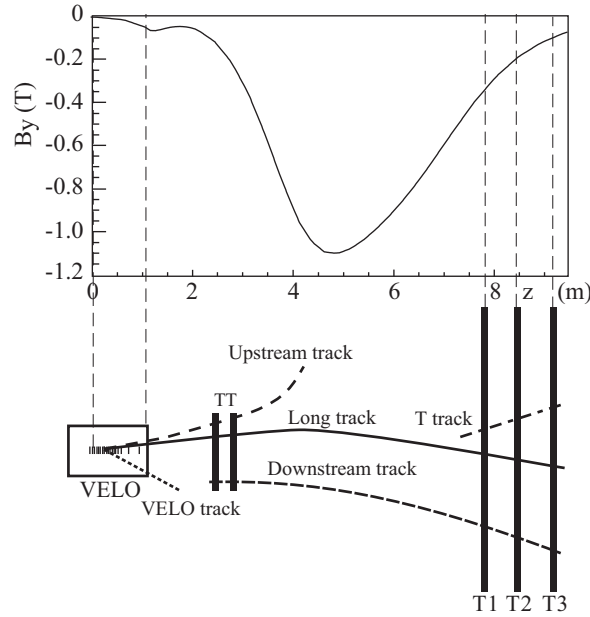 By (T)
0
-0.2
-0.4
-0.6
-0.8
-1.0
-1.2
0 2 4 6 8 z (m)
Upstream track
TT
Long track
T track
Downstream track
VELO
VELO track
T1 T2 T3